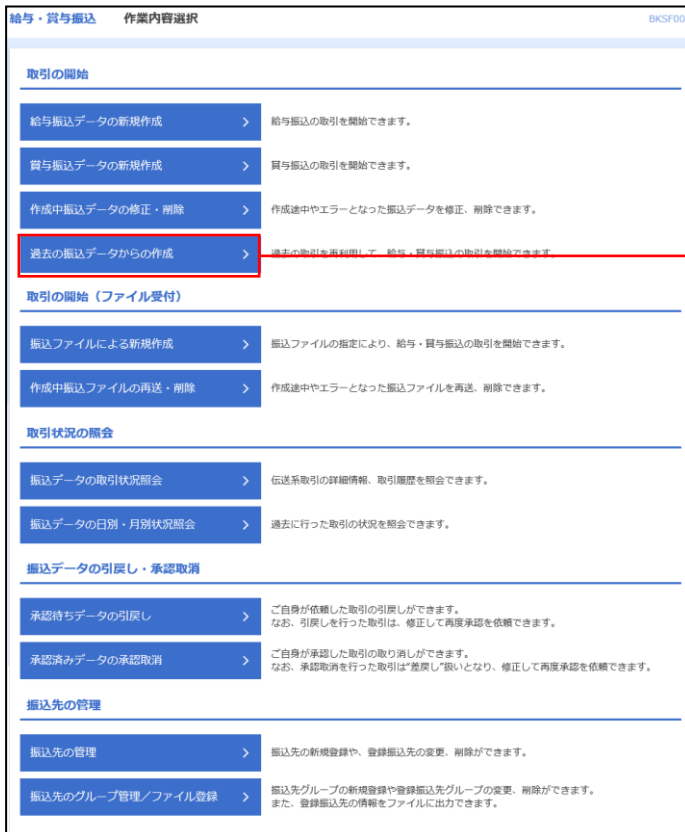 給与・賞与振込　作業内容選択　BKSF00
取引の開始
給与振込データの新規作成　給与振込の取引を開始できます。
賞与振込データの新規作成　賞与振込の取引を開始できます。
作成中振込データの修正・削除　作成途中やエラーとなった振込データを修正、削除できます。
過去の振込データからの作成　過去の取引を再利用して、給与・賞与振込の取引を開始できます。
取引の開始（ファイル受付）
振込ファイルによる新規作成　振込ファイルの指定により、給与・賞与振込の取引を開始できます。
作成中振込ファイルの再送・削除　作成途中やエラーとなった振込ファイルを再送、削除できます。
取引状況の照会
振込データの取引状況照会　伝送系取引の詳細情報、取引履歴を照会できます。
振込データの日別・月別状況照会　過去に行った取引の状況を照会できます。
振込データの引戻し・承認取消
承認待ちデータの引戻し　ご自身が依頼した取引の引戻しができます。
なお、引戻しを行った取引は、修正して再度承認を依頼できます。
承認済みデータの承認取消　ご自身が承認した取引の取り消しができます。
なお、承認取消を行った取引は"差戻し"扱いとなり、修正して再度承認を依頼できます。
振込先の管理
振込先の管理　振込先の新規登録や、登録振込先の変更、削除ができます。
振込先のグループ管理／ファイル登録　振込先グループの新規登録や登録振込先グループの変更、削除ができます。
また、登録振込先の情報をファイルに出力できます。